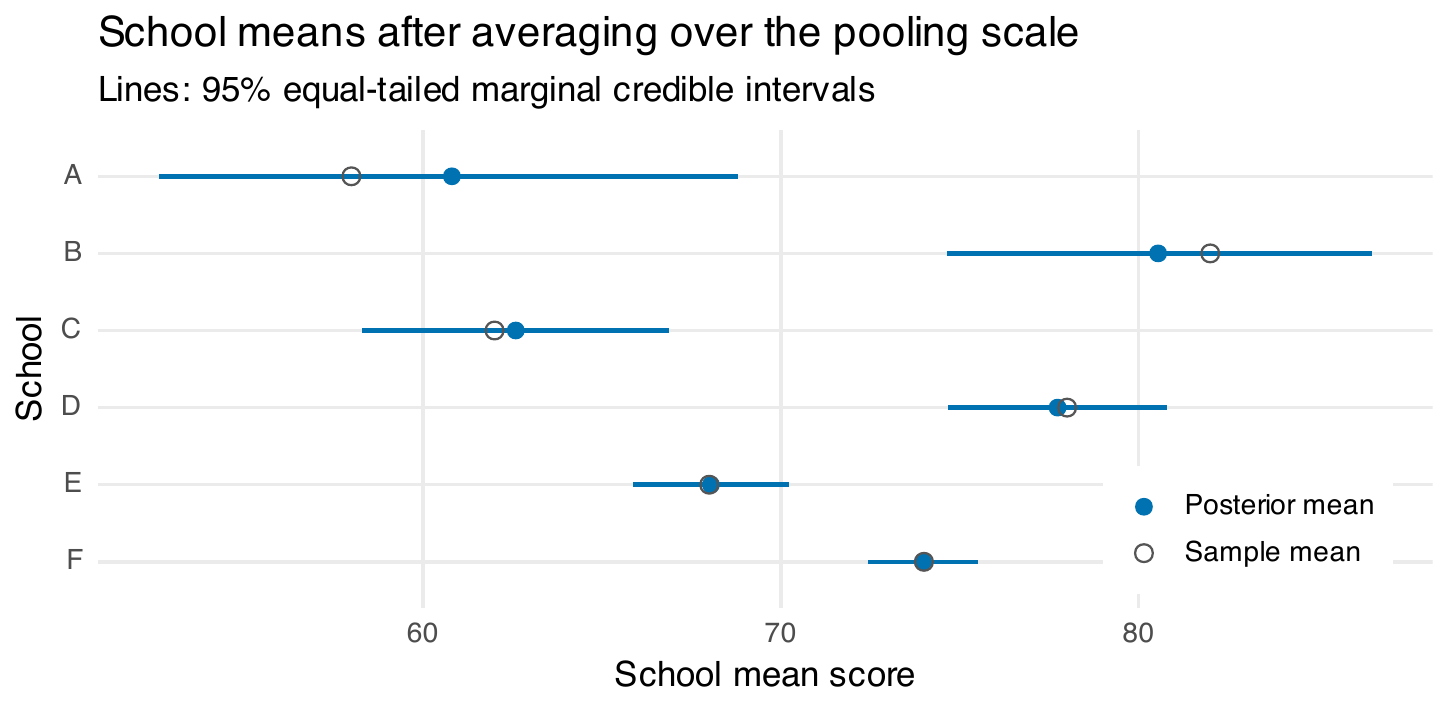 School means after averaging over the pooling scale
Lines: 95% equal-tailed marginal credible intervals
School
A
B
C
D
E
F
Posterior mean
Sample mean
60
70
80
School mean score